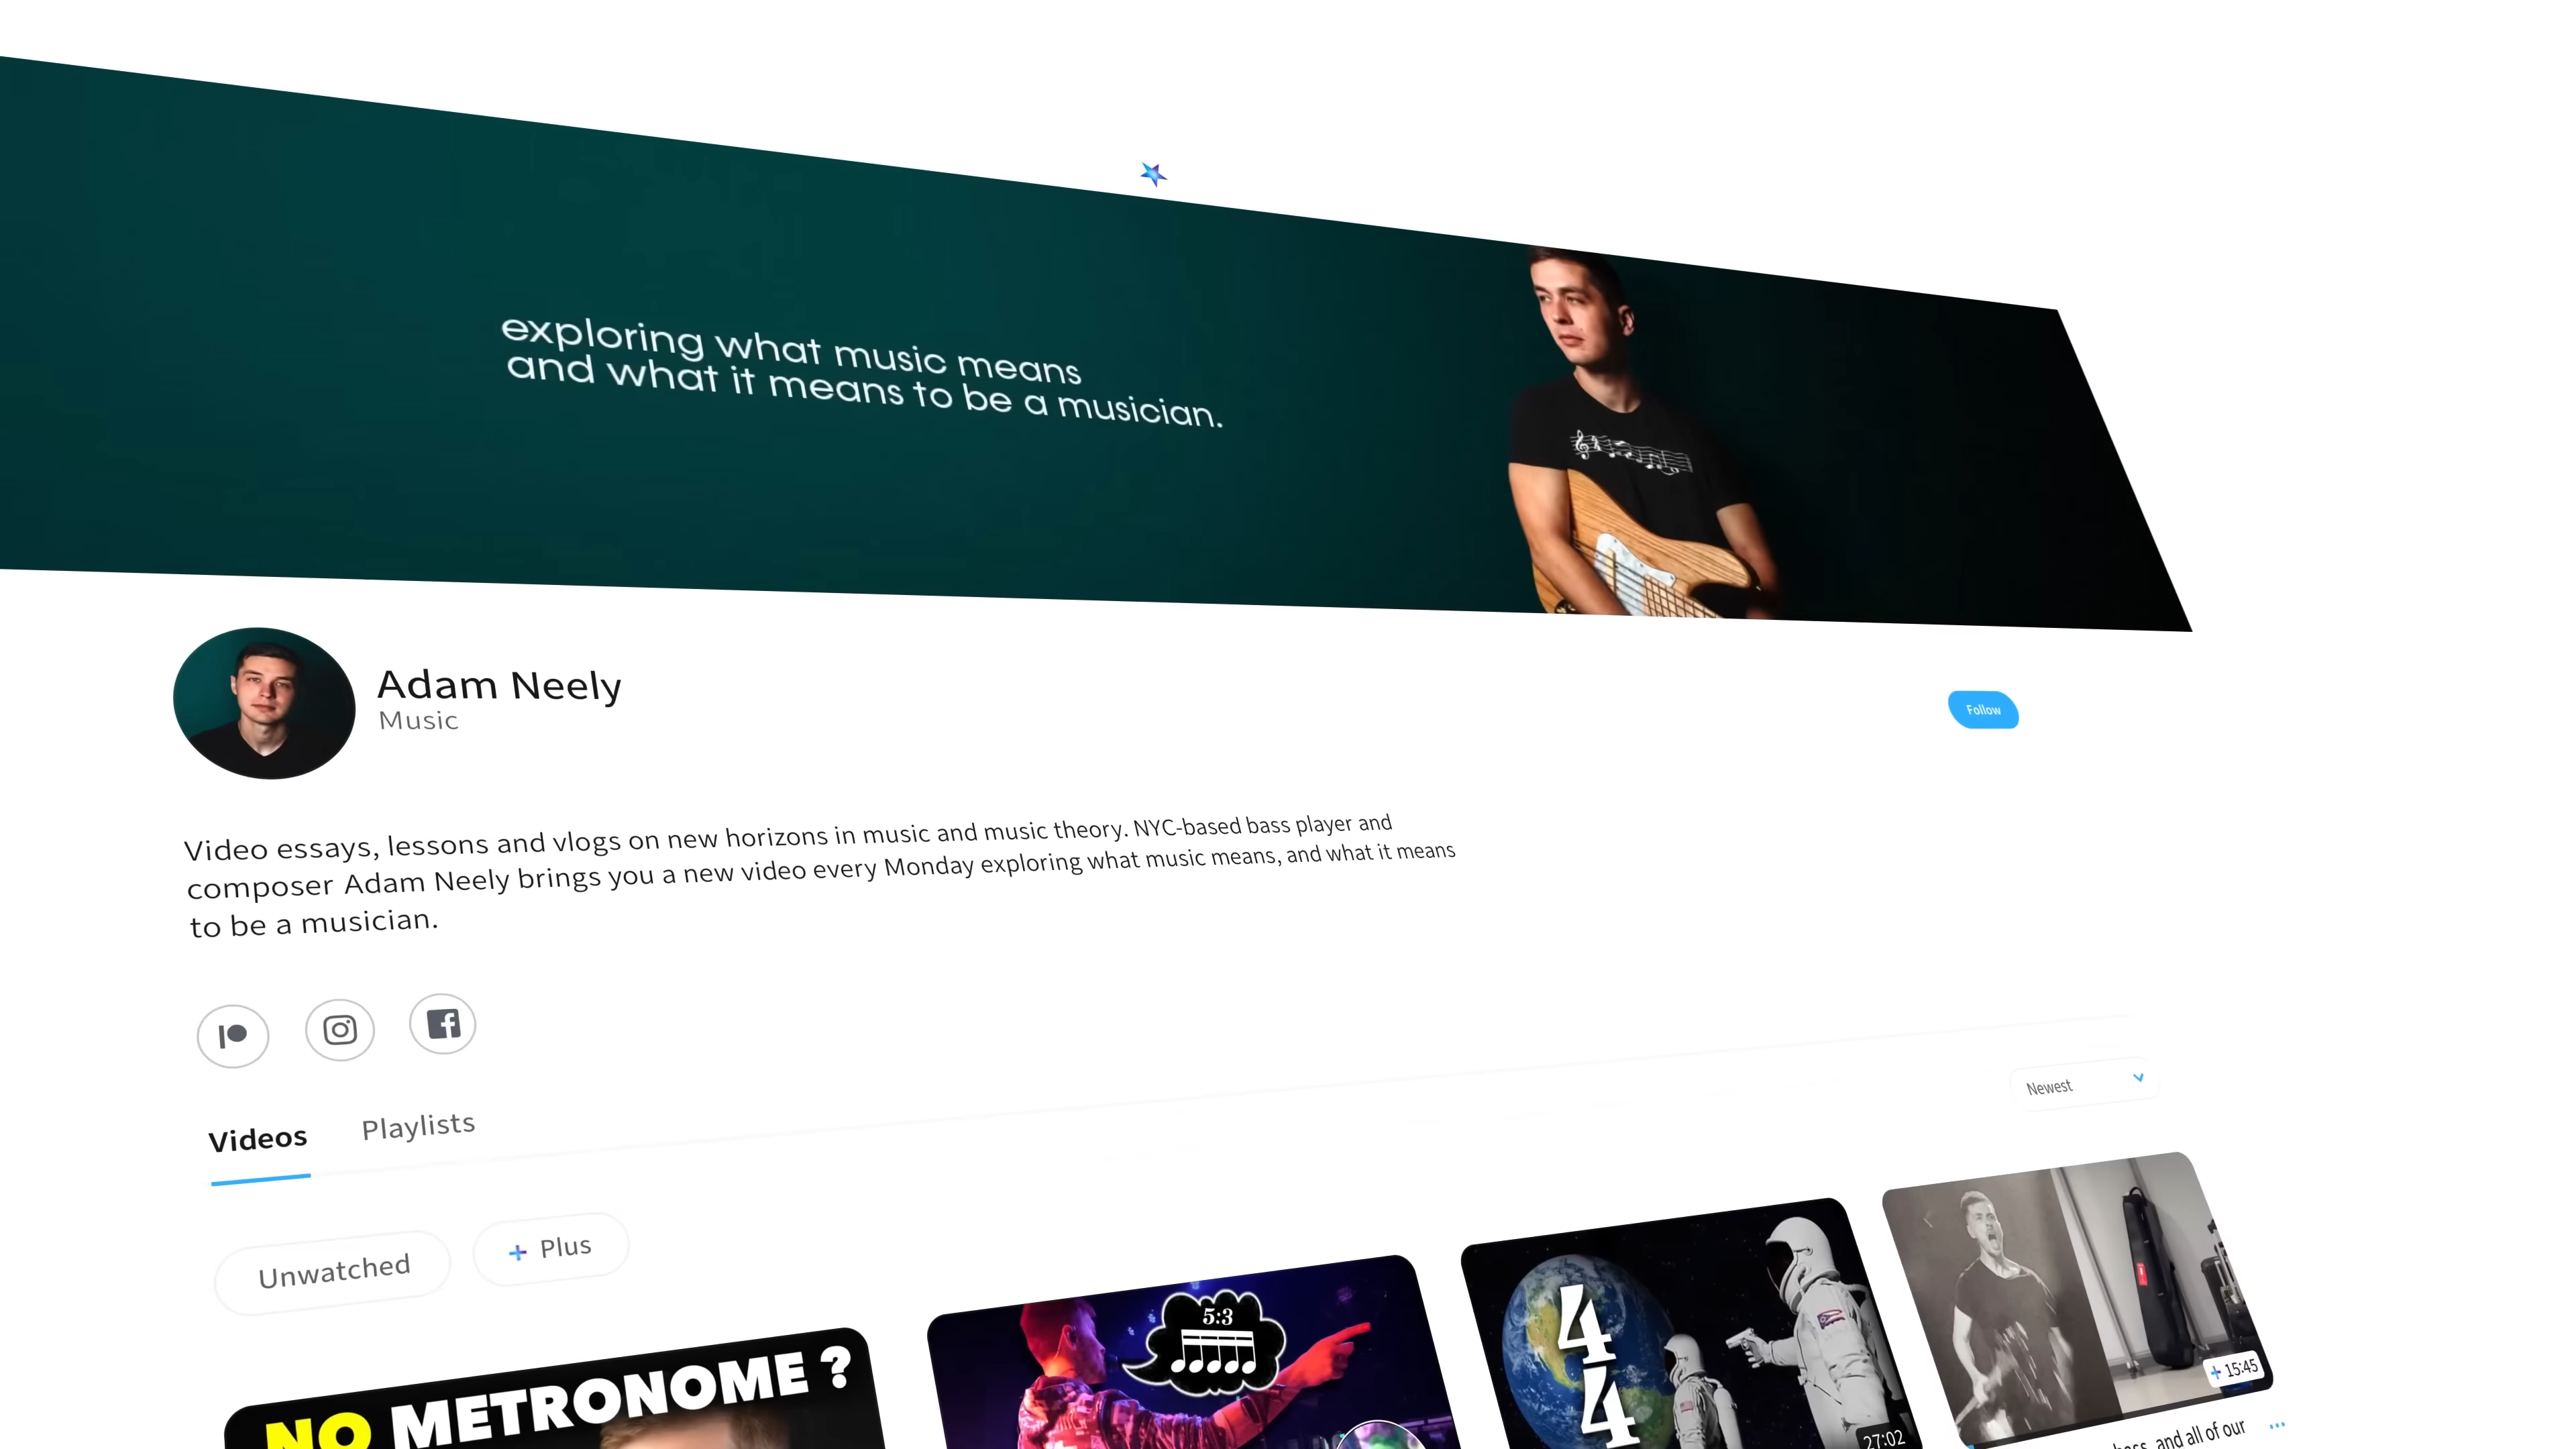 exploring what music means
and what it means to be a musician.
Adam Neely
Music
Follow
Video essays, lessons and vlogs on new horizons in music and music theory. NYC-based bass player and
composer Adam Neely brings you a new video every Monday exploring what music means, and what it means
to be a musician.
Videos
Playlists
Newest
Unwatched
+ Plus
NO METRONOME ?
5:3
4
4
27:02
+ 15:45
and all of our